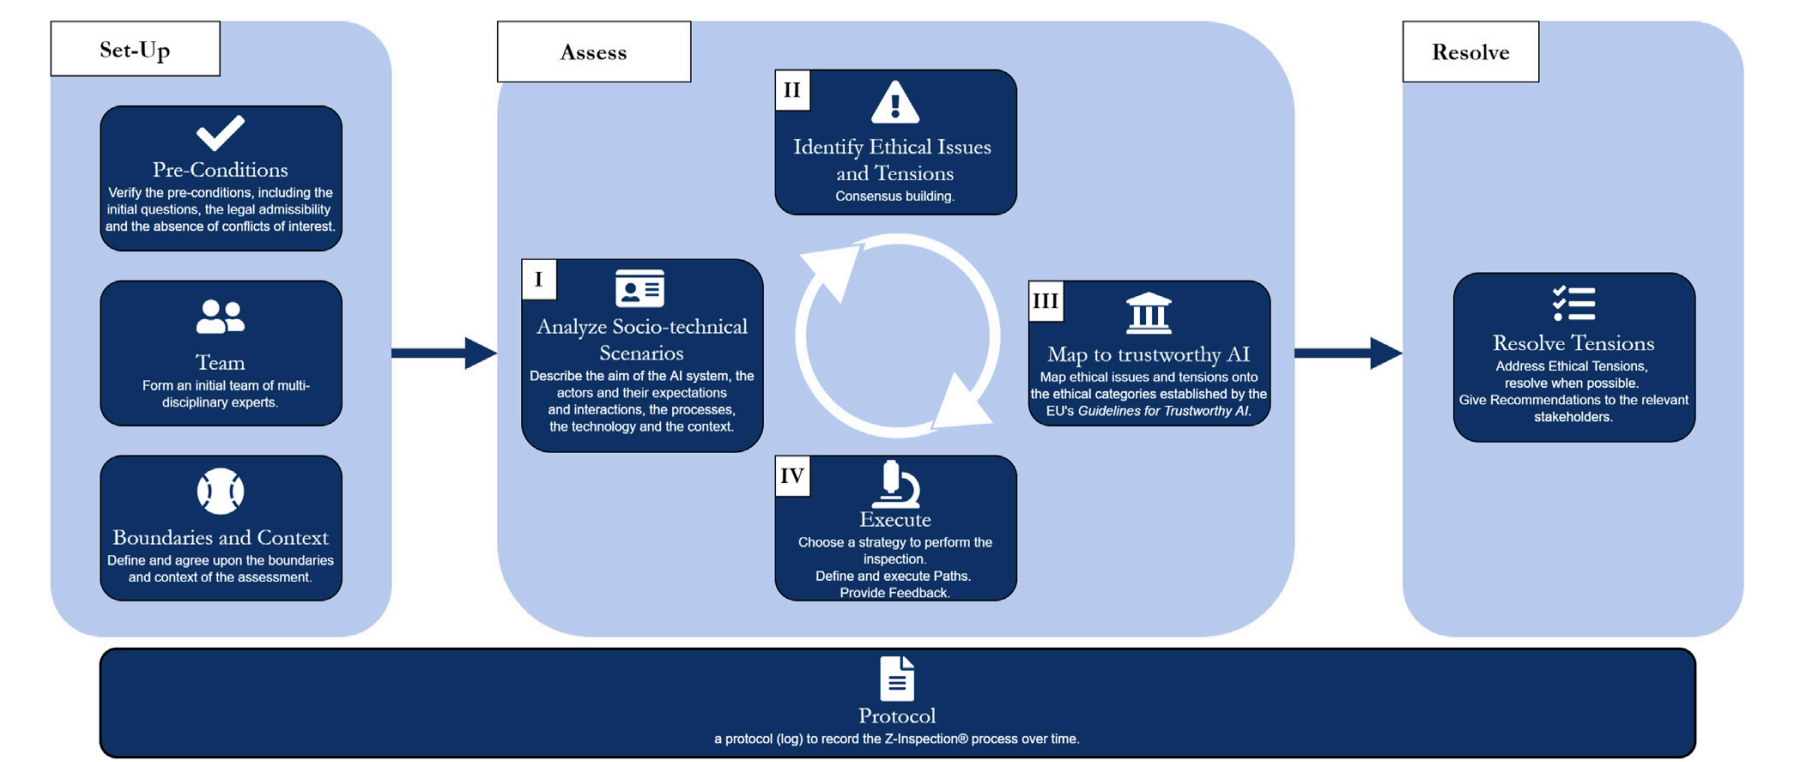 Set-Up
Pre-Conditions
Verify the pre-conditions, including the
initial questions, the legal admissibility
and the absence of conflicts of interest.
Team
Form an initial team of multi-
disciplinary experts.
Boundaries and Context
Define and agree upon the boundaries
and context of the assessment.
Assess
I
Analyze Socio-technical
Scenarios
Describe the aim of the AI system, the
actors and their expectations
and interactions, the processes,
the technology and the context.
II
Identify Ethical Issues
and Tensions
Consensus building.
III
Map to trustworthy AI
Map ethical issues and tensions onto
the ethical categories established by the
EU's Guidelines for Trustworthy AI.
IV
Execute
Choose a strategy to perform the
inspection.
Define and execute Paths.
Provide Feedback.
Resolve
Resolve Tensions
Address Ethical Tensions,
resolve when possible.
Give Recommendations to the relevant
stakeholders.
Protocol
a protocol (log) to record the Z-Inspection® process over time.